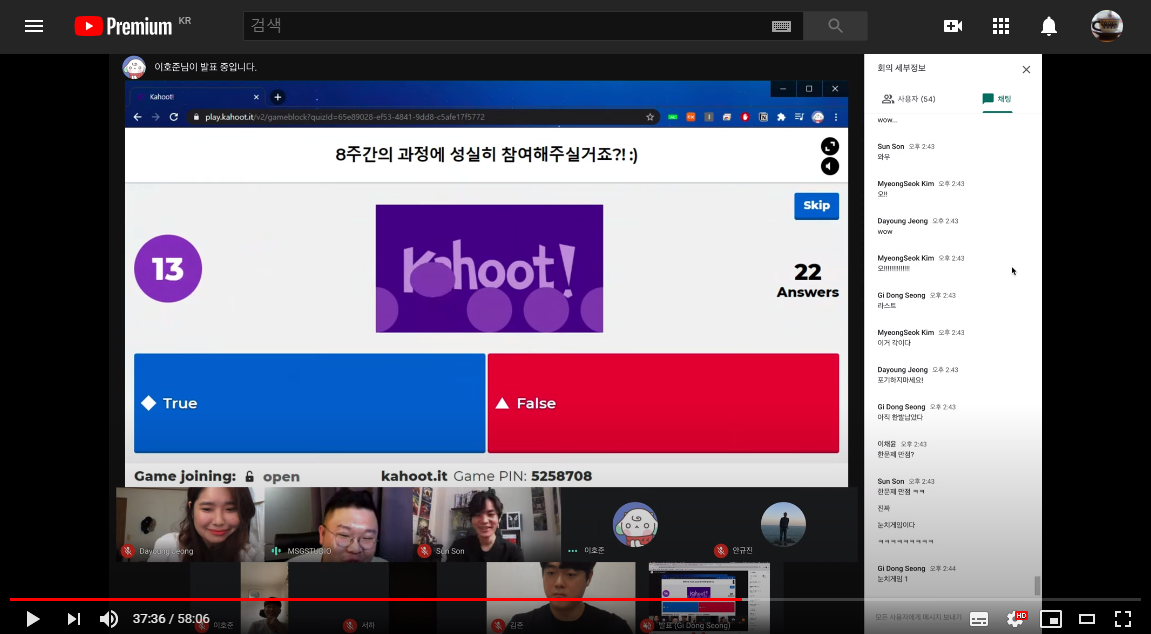 Premium KR
검색
이호준님이 발표 중입니다.
Kahoot!
play.kahoot.it/v2/gameblock?quizId=65e89028-ef53-4841-9dd8-c5afe17f5772
8주간의 과정에 성실히 참여해주실거죠?! :)
Skip
13
Kahoot!
22
Answers
True
False
Game joining: open
kahoot.it Game PIN: 5258708
Dayoung Jeong
MSGSTUDIO
Sun Son
이호준
안규진
이호준
서하
김준
발표 (Gi Dong Seong)
회의 세부정보
사용자 (54)
채팅
wow...
Sun Son 오후 2:43
와우
MyeongSeok Kim 오후 2:43
오!!
Dayoung Jeong 오후 2:43
wow
MyeongSeok Kim 오후 2:43
오!!!!!!!!!!!!!
Gi Dong Seong 오후 2:43
라스트
MyeongSeok Kim 오후 2:43
이거 각이다
Dayoung Jeong 오후 2:43
포기하지마세요!
Gi Dong Seong 오후 2:43
아직 한발남았다
이채윤 오후 2:43
한문제 만점?
Sun Son 오후 2:43
한문제 만점 ㅋㅋ
진짜
눈치게임이다
ㅋㅋㅋㅋㅋㅋㅋㅋㅋ
Gi Dong Seong 오후 2:44
눈치게임 1
모든 사용자에게 메시지 보내기
37:36 / 58:06
HD